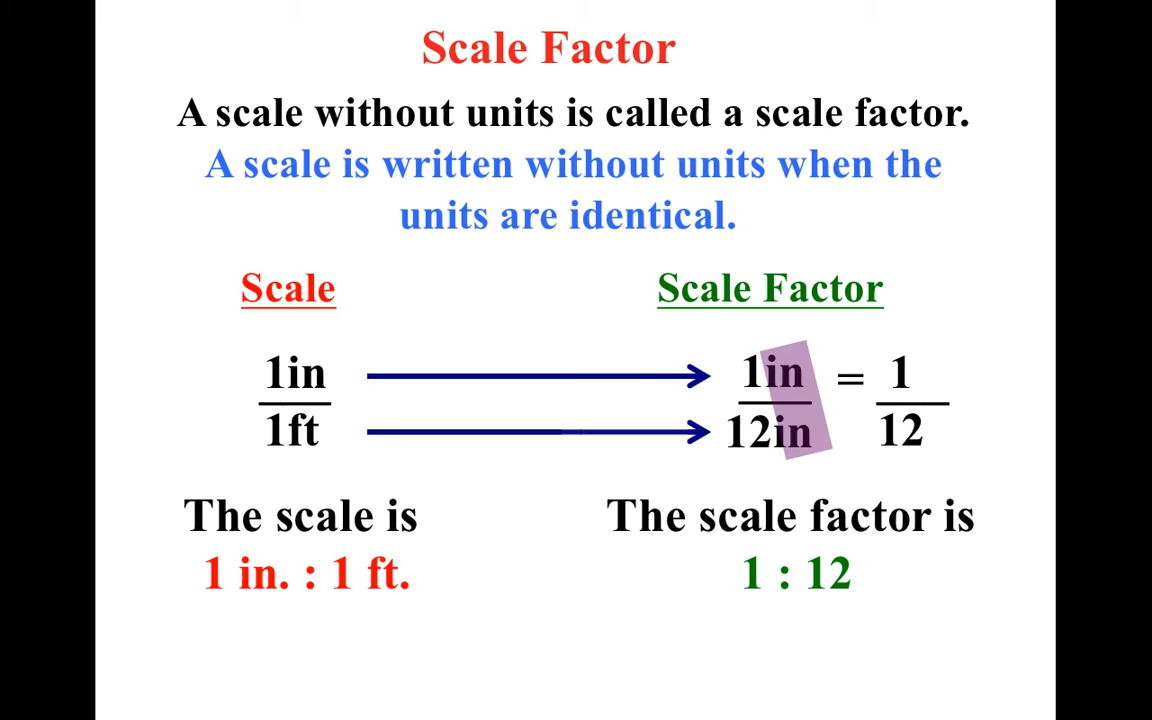 Scale Factor
A scale without units is called a scale factor.
A scale is written without units when the
units are identical.
Scale
Scale Factor
1in
1ft
1in
12in
=
1
12
The scale is
1 in. : 1 ft.
The scale factor is
1 : 12